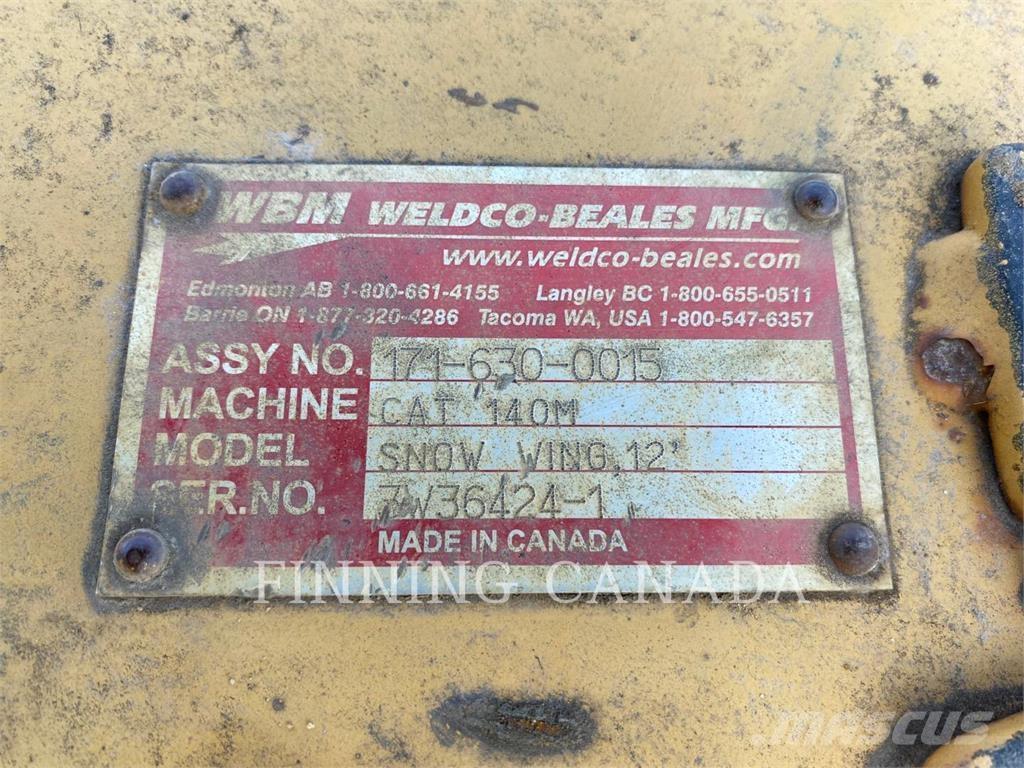 WBM WELDCO-BEALES MFG.
www.weldco-beales.com
Edmonton AB 1-800-661-4155 Langley BC 1-800-655-0511
Barrie ON 1-877-320-4286 Tacoma WA, USA 1-800-547-6357
ASSY NO. 171-630-0015
MACHINE CAT 140M
MODEL SNOW WING 12'
SER.NO.
MADE IN CANADA
FINNING CANADA
MASCUS